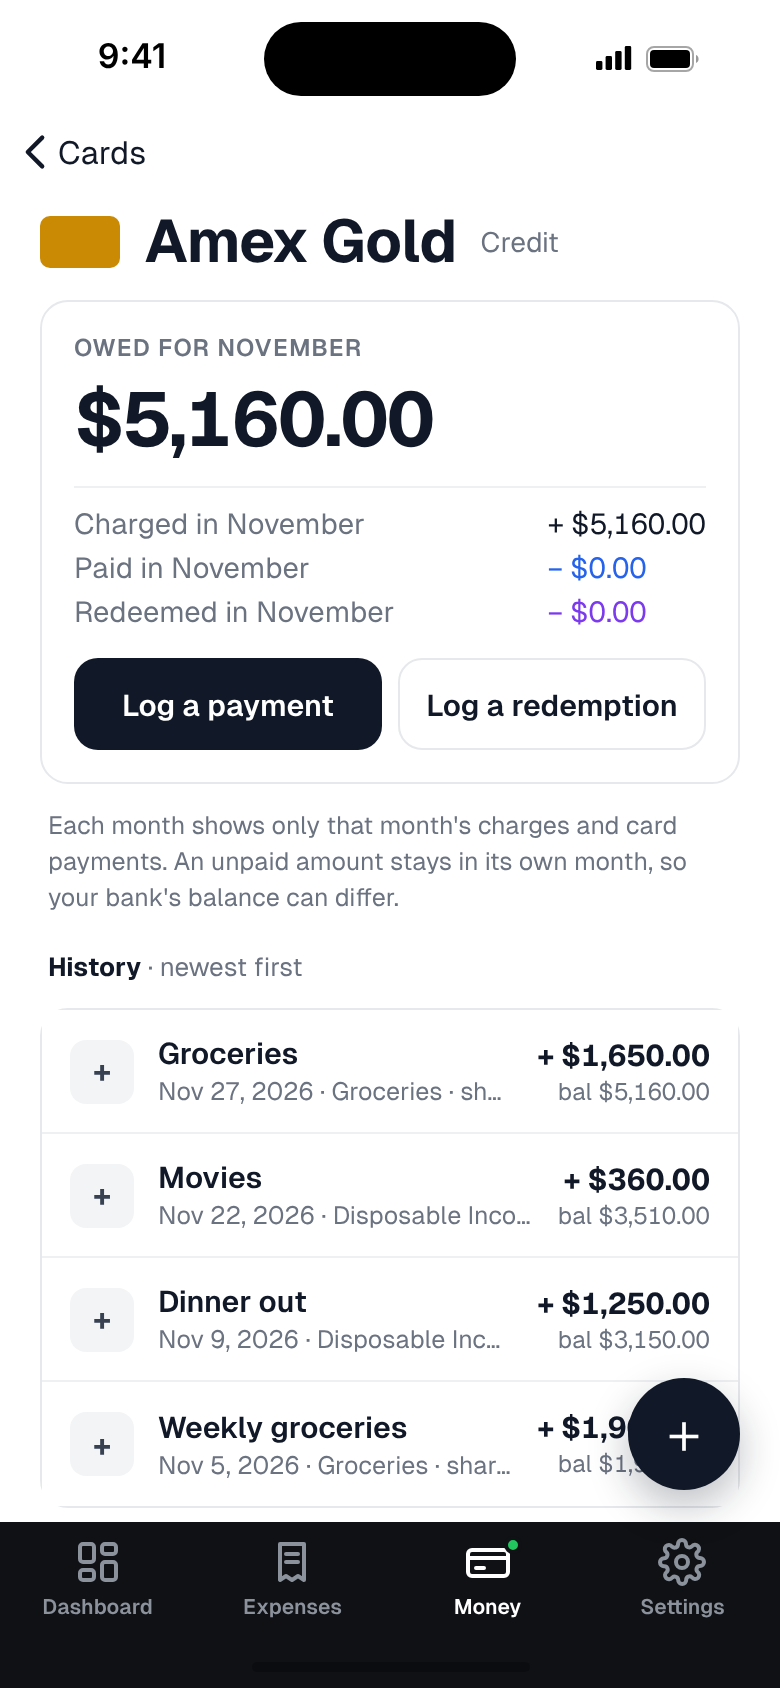 9:41
Cards
Amex Gold Credit
OWED FOR NOVEMBER
$5,160.00
Charged in November + $5,160.00
Paid in November – $0.00
Redeemed in November – $0.00
Log a payment Log a redemption
Each month shows only that month's charges and card
payments. An unpaid amount stays in its own month, so
your bank's balance can differ.
History · newest first
+ Groceries + $1,650.00
Nov 27, 2026 · Groceries · sh... bal $5,160.00
+ Movies + $360.00
Nov 22, 2026 · Disposable Inco... bal $3,510.00
+ Dinner out + $1,250.00
Nov 9, 2026 · Disposable Inc... bal $3,150.00
+ Weekly groceries +
Nov 5, 2026 · Groceries · shar... bal
Dashboard Expenses Money Settings